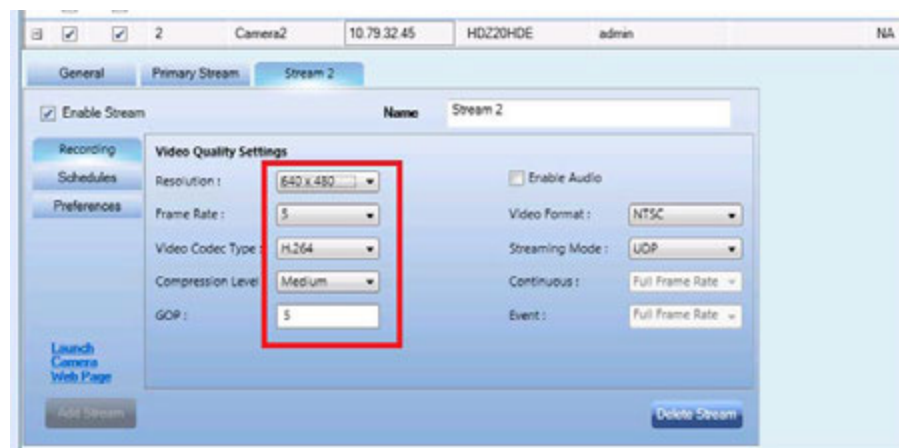 2 Camera2 10.79.32.45 HDZ20HDE admin NA
General Primary Stream Stream 2
Enable Stream Name Stream 2
Recording Video Quality Settings
Schedules Resolution : 640 x 480 Enable Audio
Preferences Frame Rate : 5 Video Format : NTSC
Video Codec Type : H.264 Streaming Mode : UDP
Compression Level Medium Continuous : Full Frame Rate
GOP : 5 Event : Full Frame Rate
Launch
Camera
Web Page
Add Stream Delete Stream